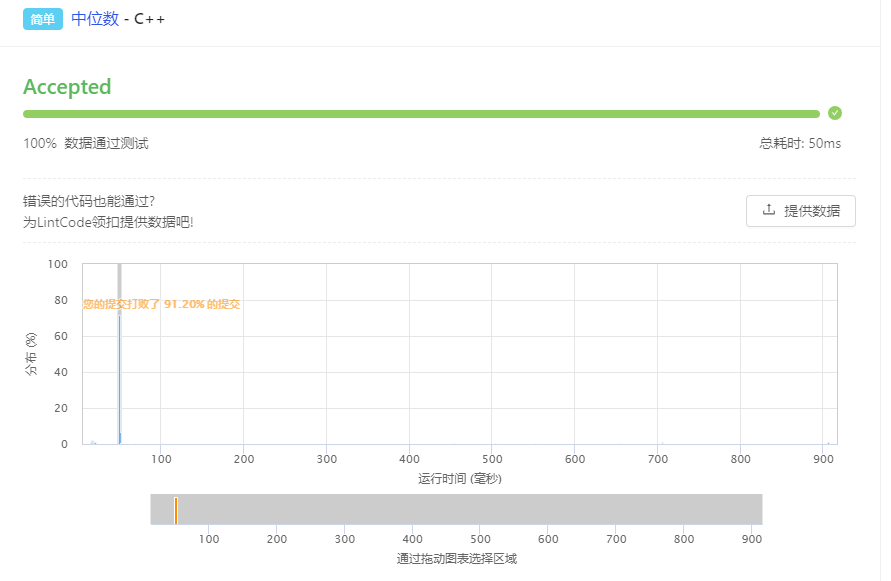 简单 中位数 - C++
Accepted
100% 数据通过测试 总耗时: 50ms
错误的代码也能通过?
为LintCode领扣提供数据吧!
提供数据
100
80
60
40
20
0
您的提交打败了 91.20% 的提交
分布 (%)
100 200 300 400 500 600 700 800 900
运行时间 (毫秒)
100 200 300 400 500 600 700 800 900
通过拖动图表选择区域